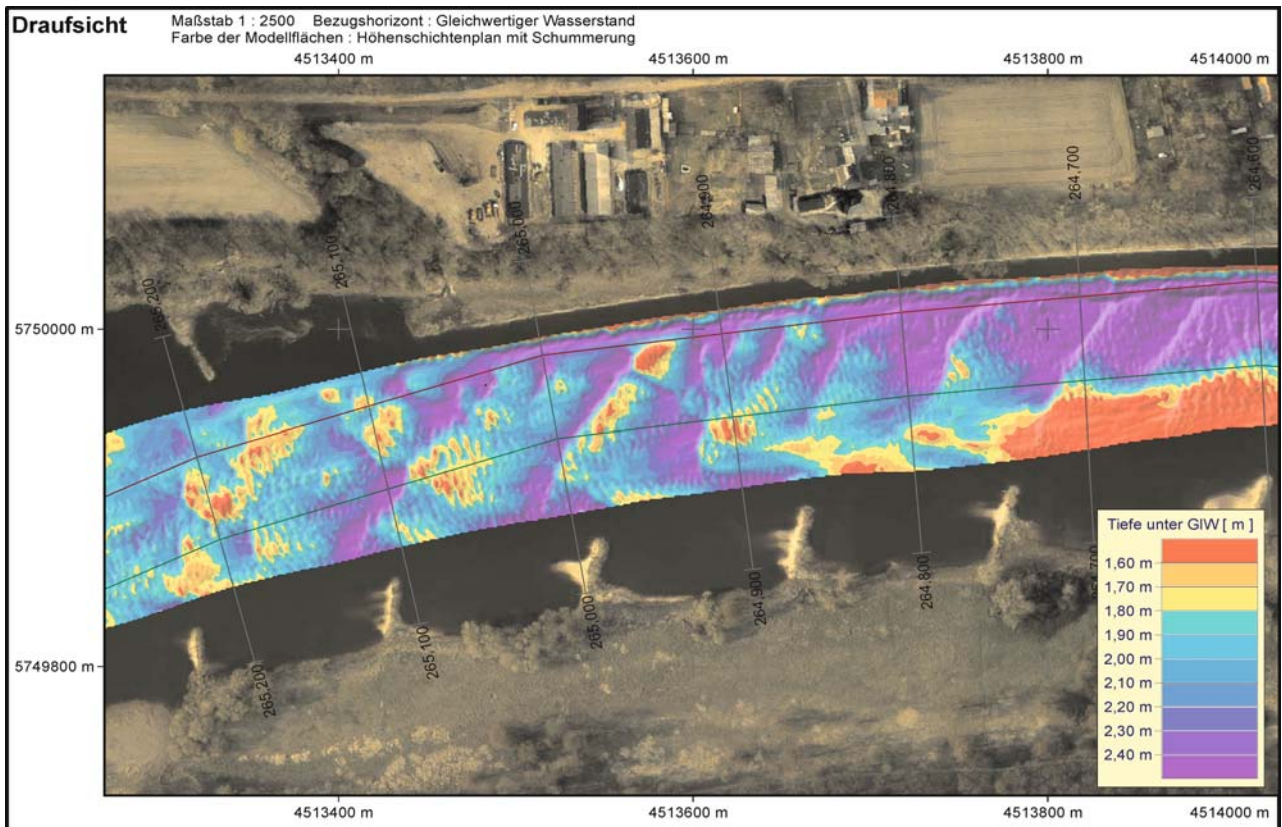 Draufsicht
Maßstab 1 : 2500 Bezugshorizont : Gleichwertiger Wasserstand
Farbe der Modellflächen : Höhenschichtenplan mit Schummerung
4513400 m 4513600 m 4513800 m 4514000 m
264,600
264,700
264,800
264,900
265,000
265,100
265,200
5750000 m
Tiefe unter GlW [ m ]
1,60 m
1,70 m
1,80 m
1,90 m
2,00 m
2,10 m
2,20 m
2,30 m
2,40 m
264,700
264,800
264,900
265,000
265,100
265,200
5749800 m
4513400 m 4513600 m 4513800 m 4514000 m